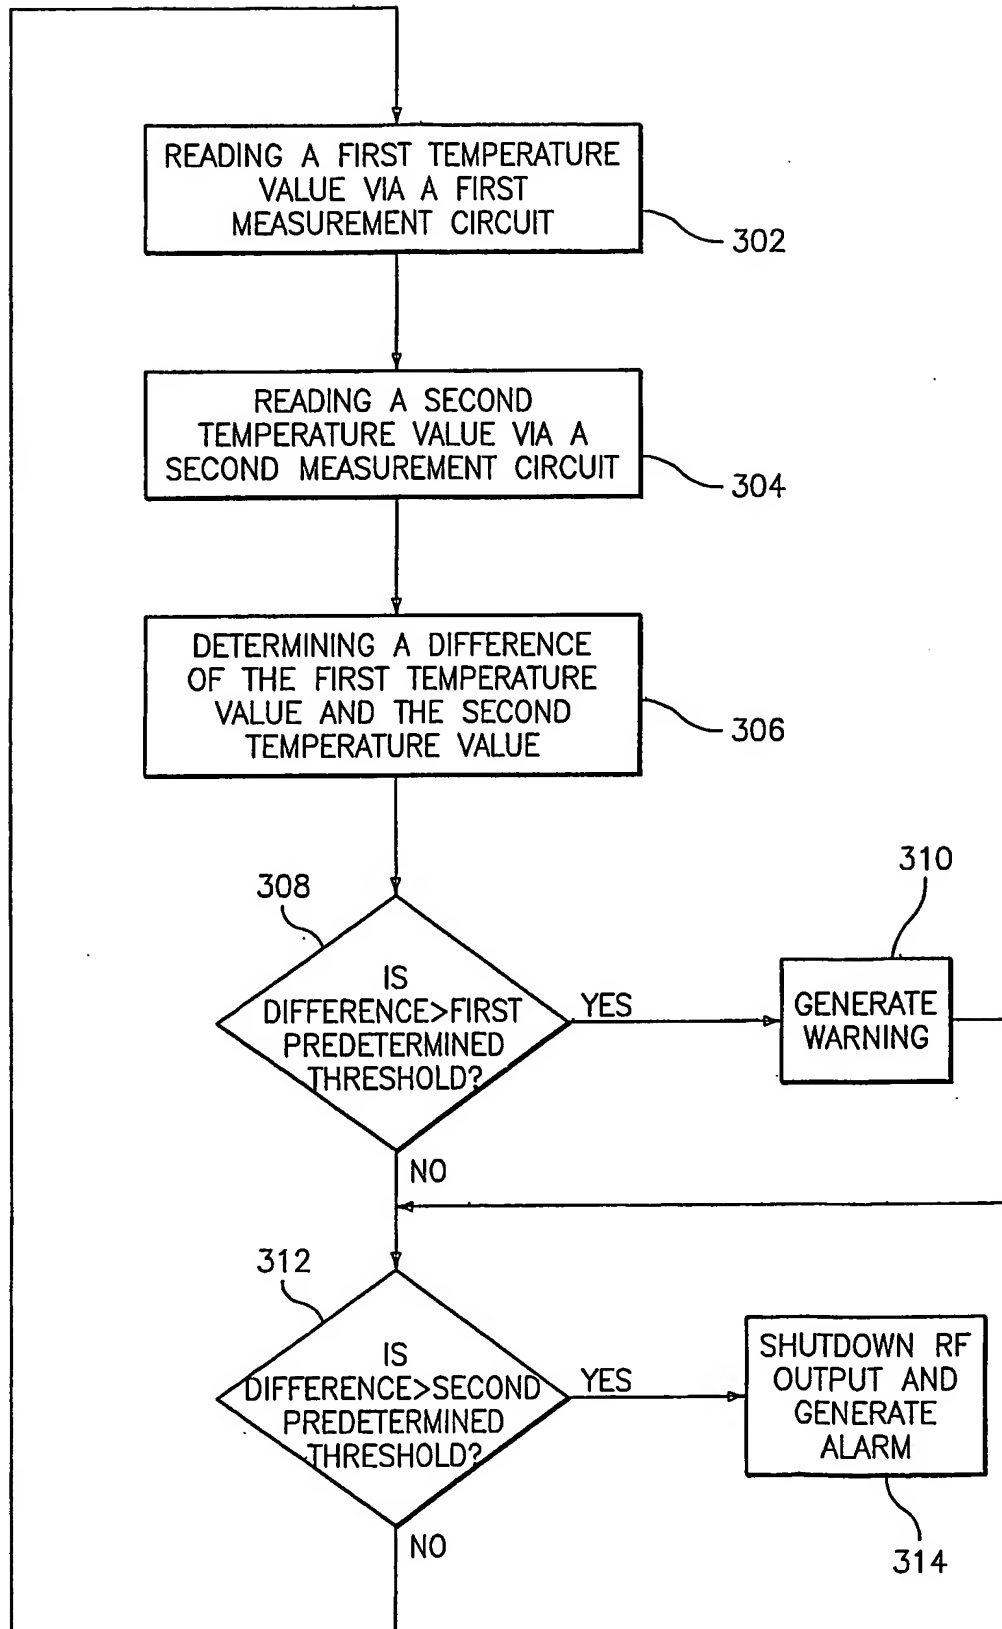 READING A FIRST TEMPERATURE
VALUE VIA A FIRST
MEASUREMENT CIRCUIT
302
READING A SECOND
TEMPERATURE VALUE VIA A
SECOND MEASUREMENT CIRCUIT
304
DETERMINING A DIFFERENCE
OF THE FIRST TEMPERATURE
VALUE AND THE SECOND
TEMPERATURE VALUE
306
308
IS
DIFFERENCE>FIRST
PREDETERMINED
THRESHOLD?
YES
310
GENERATE
WARNING
NO
312
IS
DIFFERENCE>SECOND
PREDETERMINED
THRESHOLD?
YES
SHUTDOWN RF
OUTPUT AND
GENERATE
ALARM
314
NO